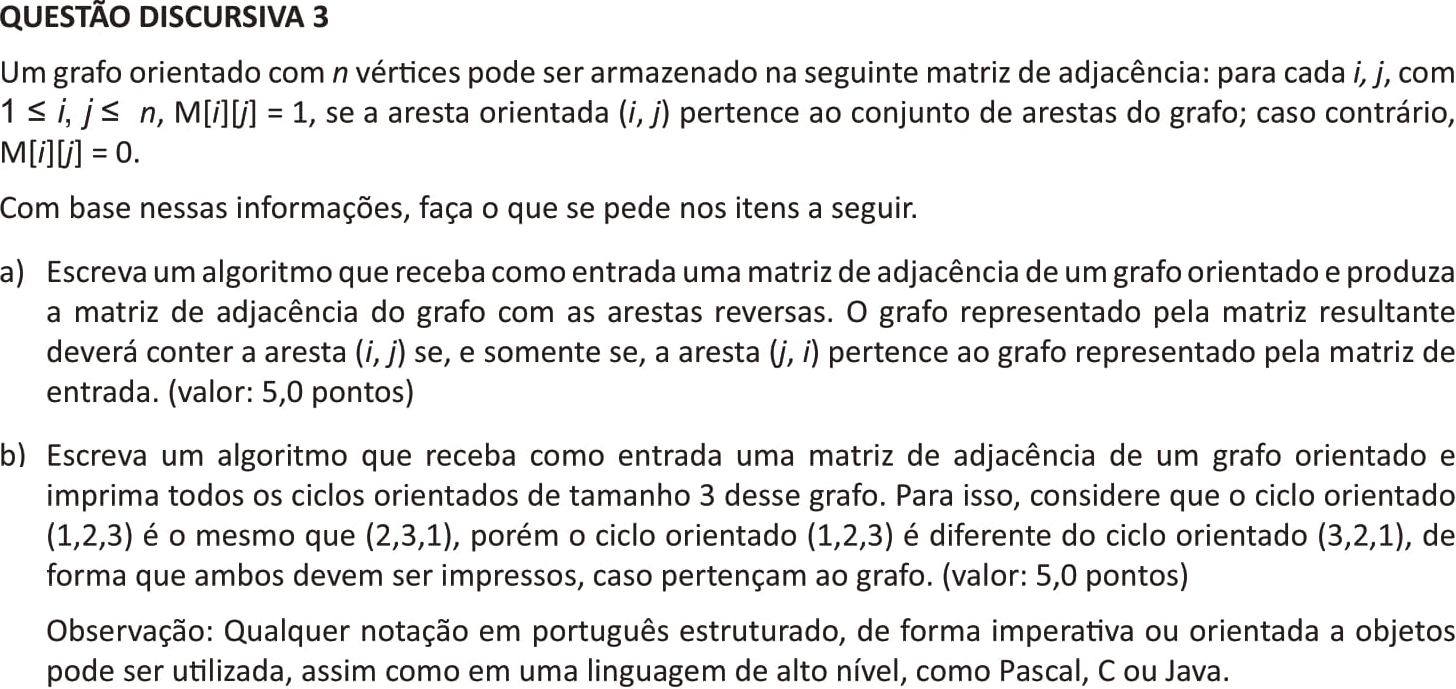 QUESTÃO DISCURSIVA 3
Um grafo orientado com n vértices pode ser armazenado na seguinte matriz de adjacência: para cada i, j, com
1 ≤ i, j ≤ n, M[i][j] = 1, se a aresta orientada (i, j) pertence ao conjunto de arestas do grafo; caso contrário,
M[i][j] = 0.
Com base nessas informações, faça o que se pede nos itens a seguir.
a) Escreva um algoritmo que receba como entrada uma matriz de adjacência de um grafo orientado e produza
a matriz de adjacência do grafo com as arestas reversas. O grafo representado pela matriz resultante
deverá conter a aresta (i, j) se, e somente se, a aresta (j, i) pertence ao grafo representado pela matriz de
entrada. (valor: 5,0 pontos)
b) Escreva um algoritmo que receba como entrada uma matriz de adjacência de um grafo orientado e
imprima todos os ciclos orientados de tamanho 3 desse grafo. Para isso, considere que o ciclo orientado
(1,2,3) é o mesmo que (2,3,1), porém o ciclo orientado (1,2,3) é diferente do ciclo orientado (3,2,1), de
forma que ambos devem ser impressos, caso pertençam ao grafo. (valor: 5,0 pontos)
Observação: Qualquer notação em português estruturado, de forma imperativa ou orientada a objetos
pode ser utilizada, assim como em uma linguagem de alto nível, como Pascal, C ou Java.